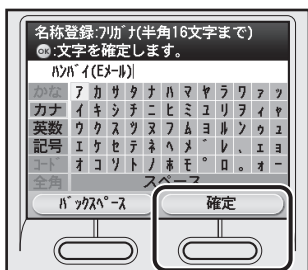 名称登録:フリガナ(半角16文字まで)
OK:文字を確定します。
ハンバイ(Eメール)
かな ア カ サ タ ナ ハ マ ヤ ラ ワ ァ ッ
カナ イ キ シ チ ニ ヒ ミ ユ リ ヲ ィ ャ
英数 ウ ク ス ツ ヌ フ ム ヨ ル ン ゥ ュ
記号 エ ケ セ テ ネ ヘ メ ゛ レ 、 ェ ョ
コード オ コ ソ ト ノ ホ モ ゜ ロ 。 ォ ー
全角 スペース
バックスペース 確定